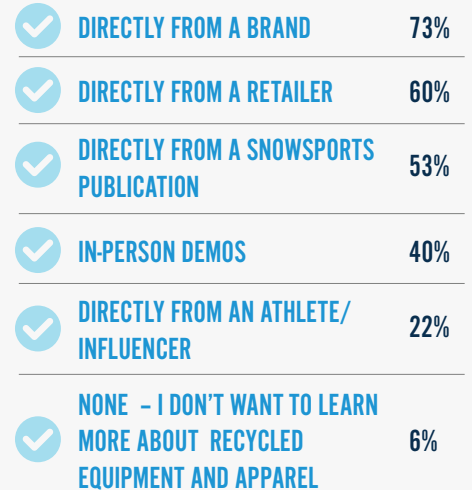 DIRECTLY FROM A BRAND 73%
DIRECTLY FROM A RETAILER 60%
DIRECTLY FROM A SNOWSPORTS
PUBLICATION 53%
IN-PERSON DEMOS 40%
DIRECTLY FROM AN ATHLETE/
INFLUENCER 22%
NONE – I DON'T WANT TO LEARN
MORE ABOUT RECYCLED 6%
EQUIPMENT AND APPAREL